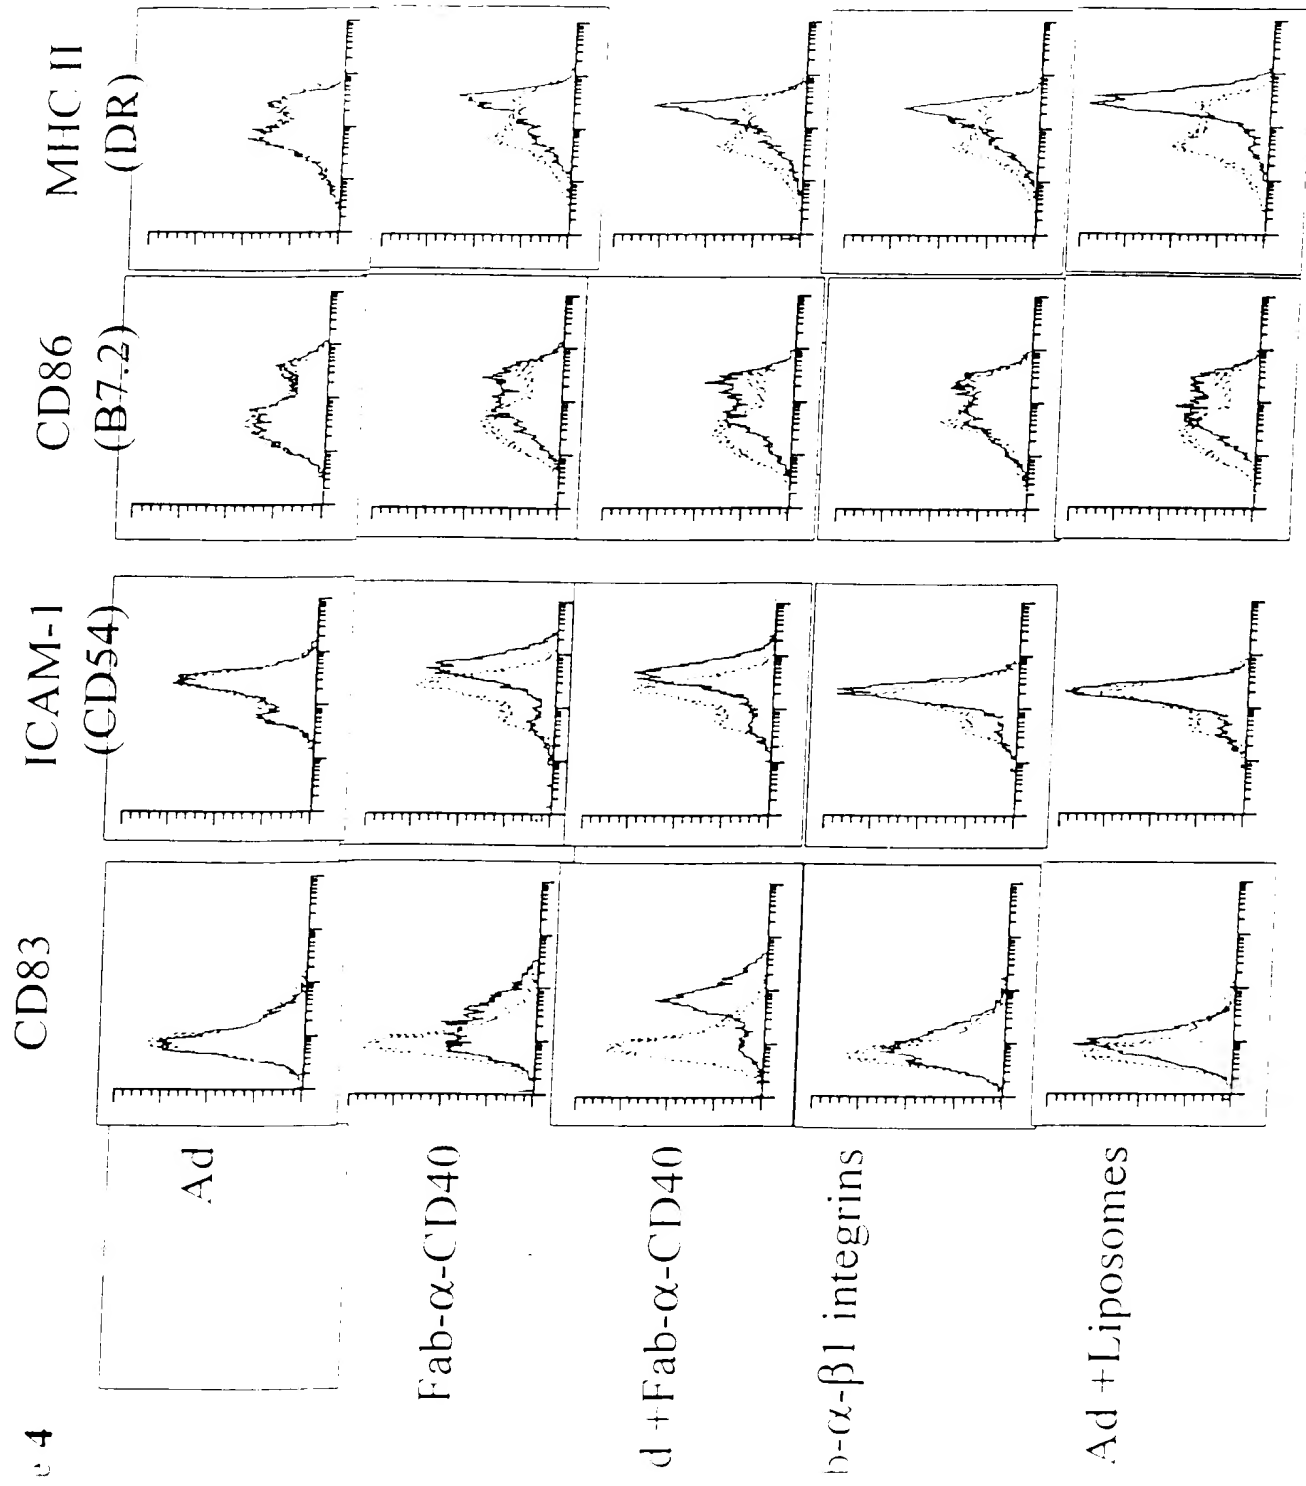 e 4
CD83
ICAM-1
(CD54)
CD86
(B7.2)
MHC II
(DR)
Ad
Fab-α-CD40
d +Fab-α-CD40
b-α-β1 integrins
Ad +Liposomes